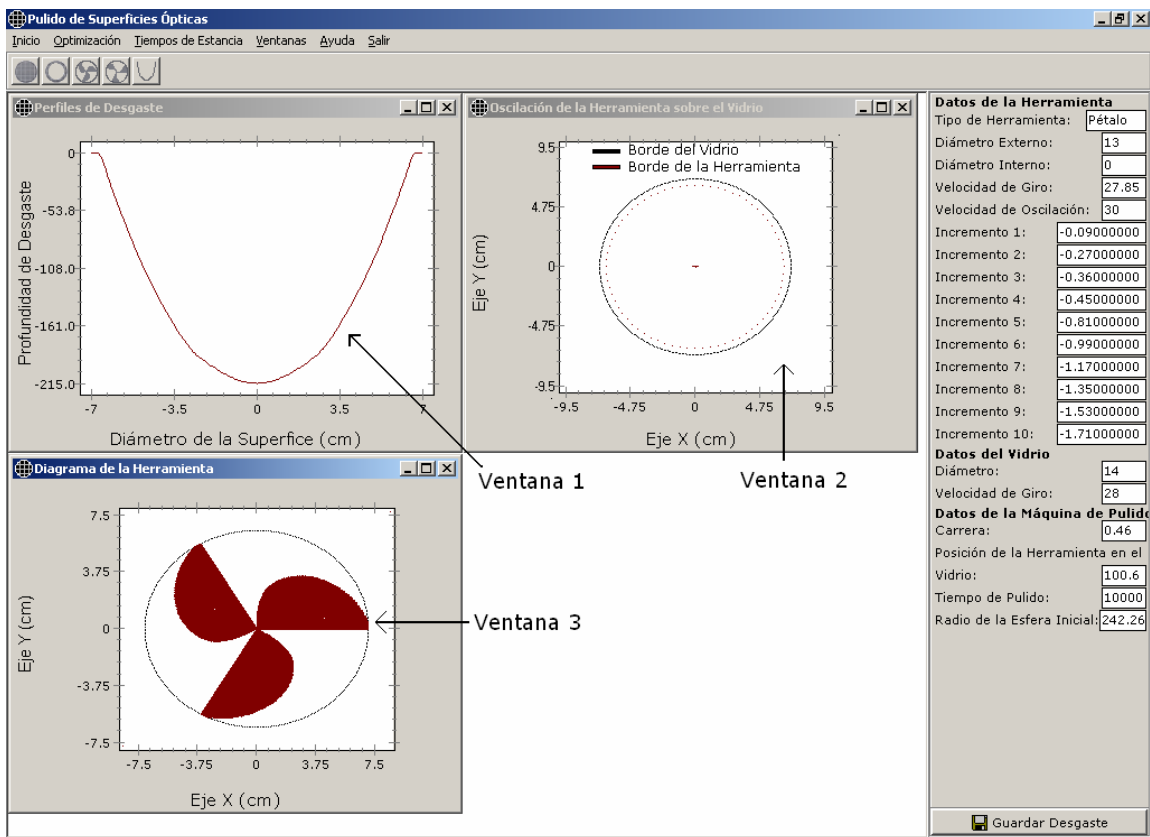 Pulido de Superficies Ópticas
Inicio Optimización Tiempos de Estancia Ventanas Ayuda Salir
Perfiles de Desgaste
0
-53.8
-108.0
-161.0
-215.0
Profundidad de Desgaste
-7 -3.5 0 3.5 7
Diámetro de la Superfice (cm)
Ventana 1
Oscilación de la Herramienta sobre el Vidrio
Borde del Vidrio
Borde de la Herramienta
9.5
4.75
0
-4.75
-9.5
Eje Y (cm)
-9.5 -4.75 0 4.75 9.5
Eje X (cm)
Ventana 2
Diagrama de la Herramienta
7.5
3.75
0
-3.75
-7.5
Eje Y (cm)
-7.5 -3.75 0 3.75 7.5
Eje X (cm)
Ventana 3
Datos de la Herramienta
Tipo de Herramienta: Pétalo
Diámetro Externo: 13
Diámetro Interno: 0
Velocidad de Giro: 27.85
Velocidad de Oscilación: 30
Incremento 1: -0.09000000
Incremento 2: -0.27000000
Incremento 3: -0.36000000
Incremento 4: -0.45000000
Incremento 5: -0.81000000
Incremento 6: -0.99000000
Incremento 7: -1.17000000
Incremento 8: -1.35000000
Incremento 9: -1.53000000
Incremento 10: -1.71000000
Datos del Vidrio
Diámetro: 14
Velocidad de Giro: 28
Datos de la Máquina de Pulido
Carrera: 0.46
Posición de la Herramienta en el
Vidrio: 100.6
Tiempo de Pulido: 10000
Radio de la Esfera Inicial: 242.26
Guardar Desgaste